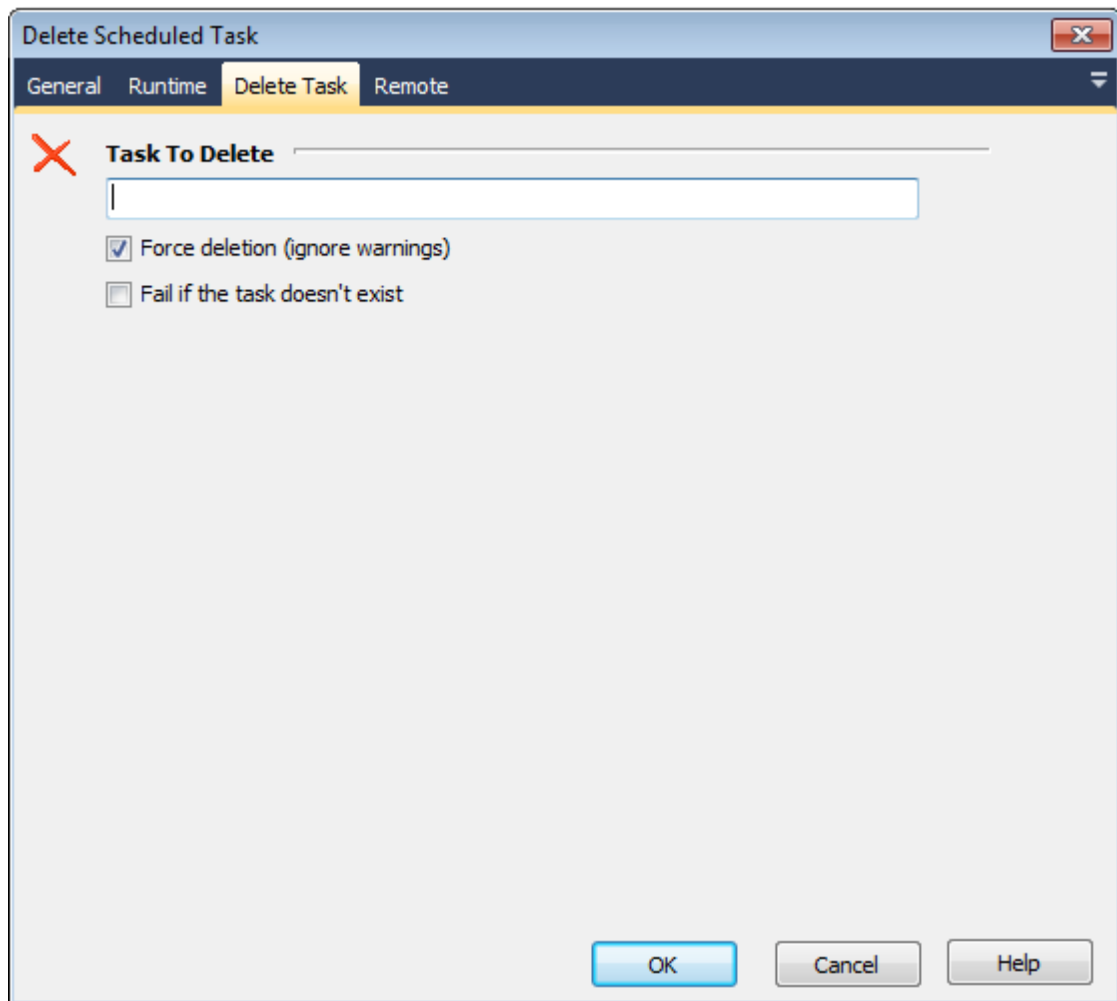 Delete Scheduled Task
General Runtime Delete Task Remote
Task To Delete
Force deletion (ignore warnings)
Fail if the task doesn't exist
OK Cancel Help